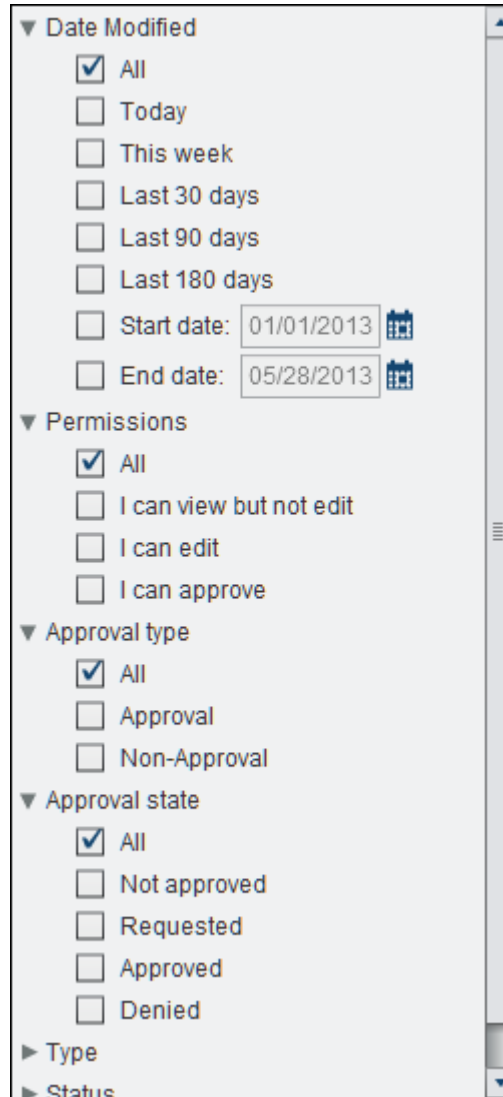 Date Modified
All
Today
This week
Last 30 days
Last 90 days
Last 180 days
Start date: 01/01/2013
End date: 05/28/2013
Permissions
All
I can view but not edit
I can edit
I can approve
Approval type
All
Approval
Non-Approval
Approval state
All
Not approved
Requested
Approved
Denied
Type
Status